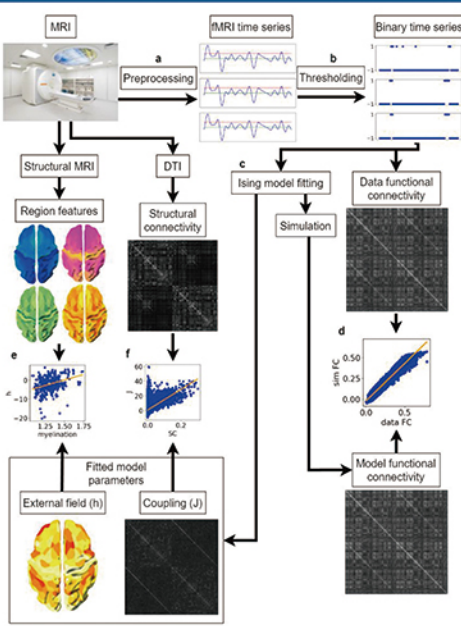 MRI
fMRI time series
Binary time series
a
Preprocessing
b
Thresholding
1
-1
1
-1
1
-1
Structural MRI
DTI
c
Ising model fitting
Data functional
connectivity
Region features
Structural
connectivity
Simulation
d
sim FC
0.50
0.25
0.00
0.0
0.5
data FC
e
h
0
-10
-20
1.25
1.50
1.75
myelination
f
J
60
40
20
0
0.0
0.2
SC
Fitted model
parameters
External field (h)
Coupling (J)
Model functional
connectivity